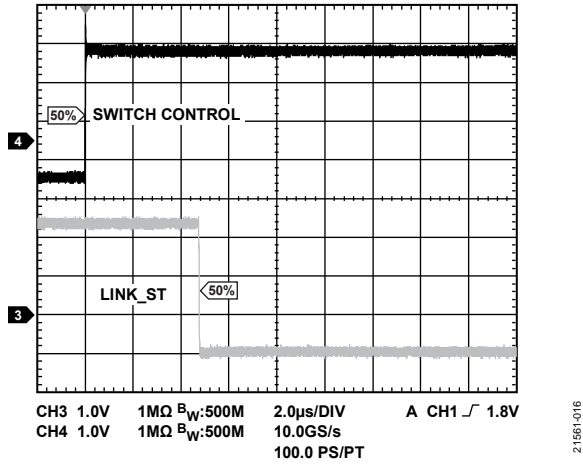 50% SWITCH CONTROL
4
LINK_ST 50%
3
CH3 1.0V 1MΩ BW:500M 2.0µs/DIV A CH1 1.8V
CH4 1.0V 1MΩ BW:500M 10.0GS/s
100.0 PS/PT
21561-016